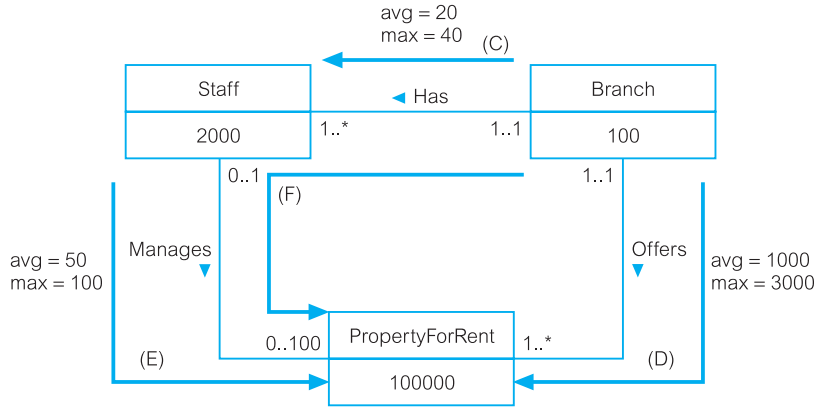 avg = 20
max = 40
(C)
Staff
Has
Branch
2000
1..*
1..1
100
0..1
(F)
1..1
Manages
Offers
avg = 50
max = 100
avg = 1000
max = 3000
0..100
PropertyForRent
1..*
(E)
(D)
100000